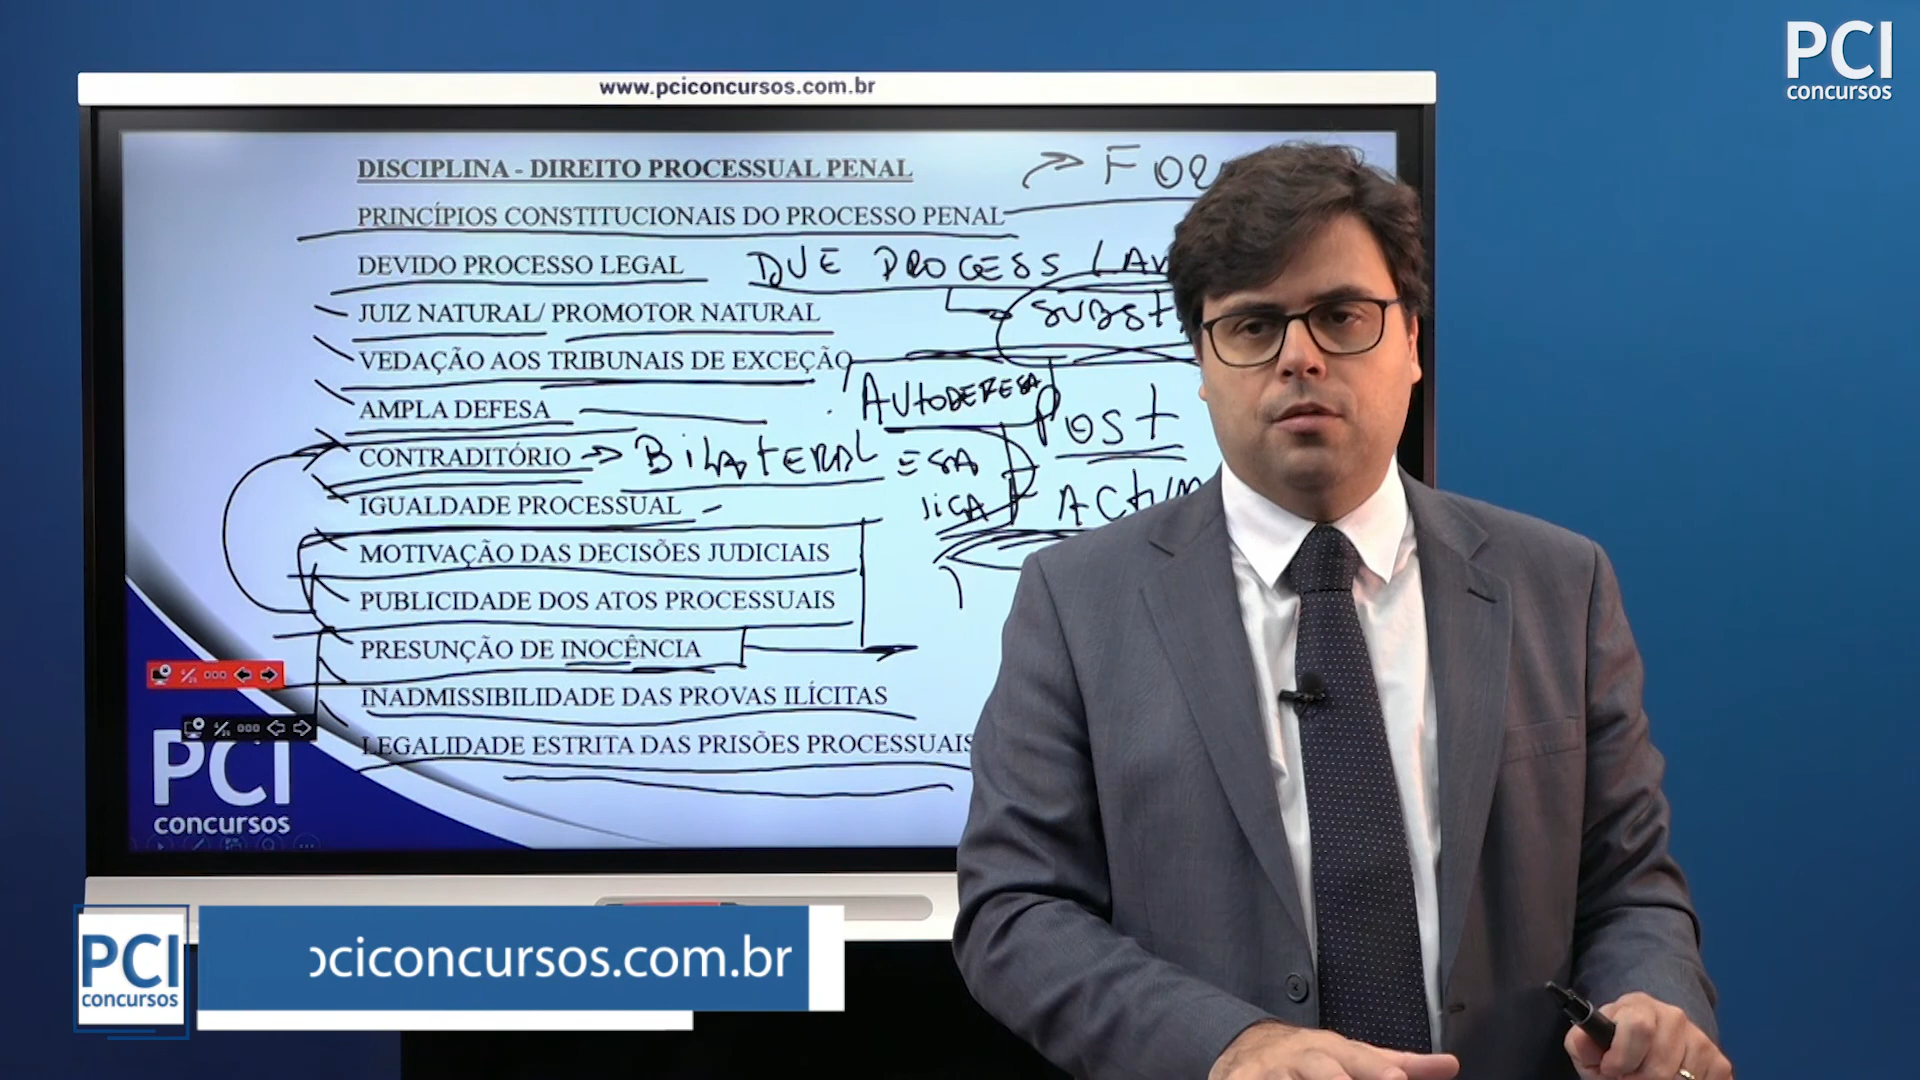 www.pciconcursos.com.br
PCI
concursos
DISCIPLINA - DIREITO PROCESSUAL PENAL
PRINCÍPIOS CONSTITUCIONAIS DO PROCESSO PENAL
DEVIDO PROCESSO LEGAL DUE PROCESS LAW
JUIZ NATURAL/ PROMOTOR NATURAL
VEDAÇÃO AOS TRIBUNAIS DE EXCEÇÃO
AUTODEFESA
AMPLA DEFESA
POST
CONTRADITÓRIO BILATERAL
IGUALDADE PROCESSUAL
MOTIVAÇÃO DAS DECISÕES JUDICIAIS
PUBLICIDADE DOS ATOS PROCESSUAIS
PRESUNÇÃO DE INOCÊNCIA
INADMISSIBILIDADE DAS PROVAS ILÍCITAS
LEGALIDADE ESTRITA DAS PRISÕES PROCESSUAIS
PCI
concursos
PCI
concursos
pciconcursos.com.br